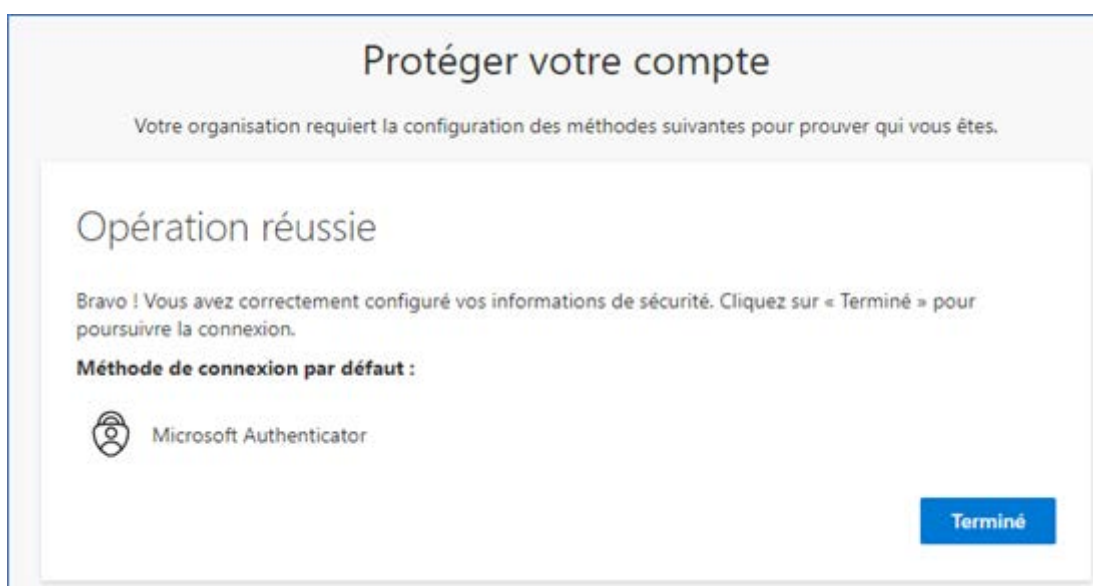 Protéger votre compte
Votre organisation requiert la configuration des méthodes suivantes pour prouver qui vous êtes.
Opération réussie
Bravo ! Vous avez correctement configuré vos informations de sécurité. Cliquez sur « Terminé » pour
poursuivre la connexion.
Méthode de connexion par défaut :
Microsoft Authenticator
Terminé